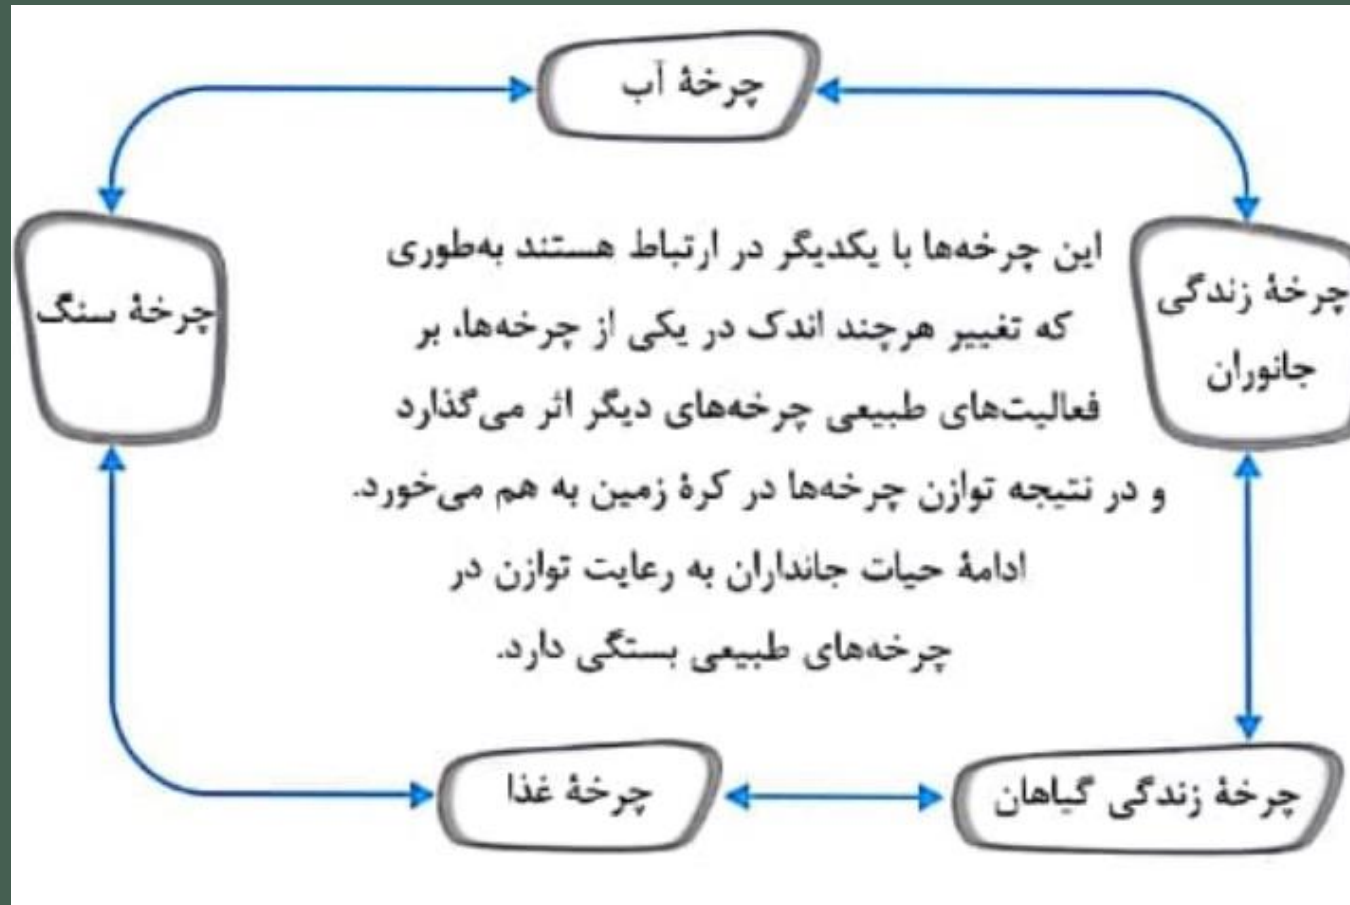 چرخهٔ آب
چرخهٔ زندگی
جانوران
چرخهٔ سنگ
این چرخه‌ها با یکدیگر در ارتباط هستند به‌طوری
که تغییر هرچند اندک در یکی از چرخه‌ها، بر
فعالیت‌های طبیعی چرخه‌های دیگر اثر می‌گذارد
و در نتیجه توازن چرخه‌ها در کرهٔ زمین به هم می‌خورد.
ادامهٔ حیات جانداران به رعایت توازن در
چرخه‌های طبیعی بستگی دارد.
چرخهٔ زندگی گیاهان
چرخهٔ غذا